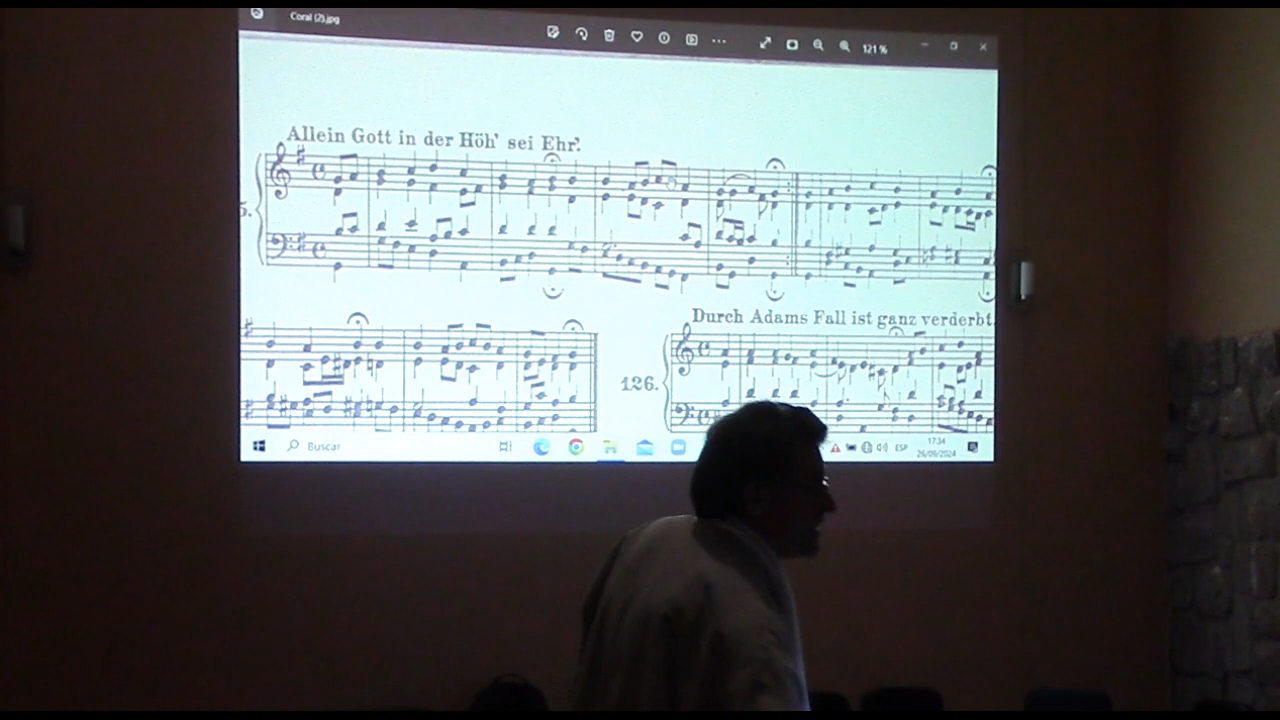 Coral (2).jpg
121 %
Allein Gott in der Höh' sei Ehr'.
5.
Durch Adams Fall ist ganz verderbt.
126.
Buscar
ESP
17:34
26/09/2024